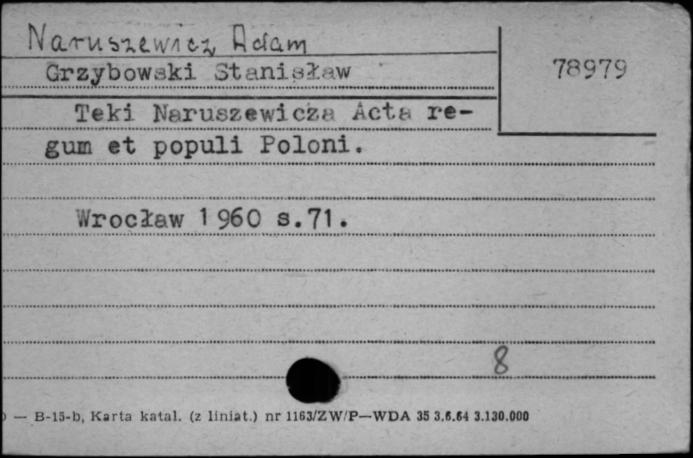 Naruszewicz Adam
Grzybowski Stanisław
78979
Teki Naruszewicza Acta re-
gum et populi Poloni.
Wrocław 1960 s.71.
8
) — B-15-b, Karta katal. (z liniat.) nr 1163/ZW/P—WDA 35 3.6.64 3.130.000